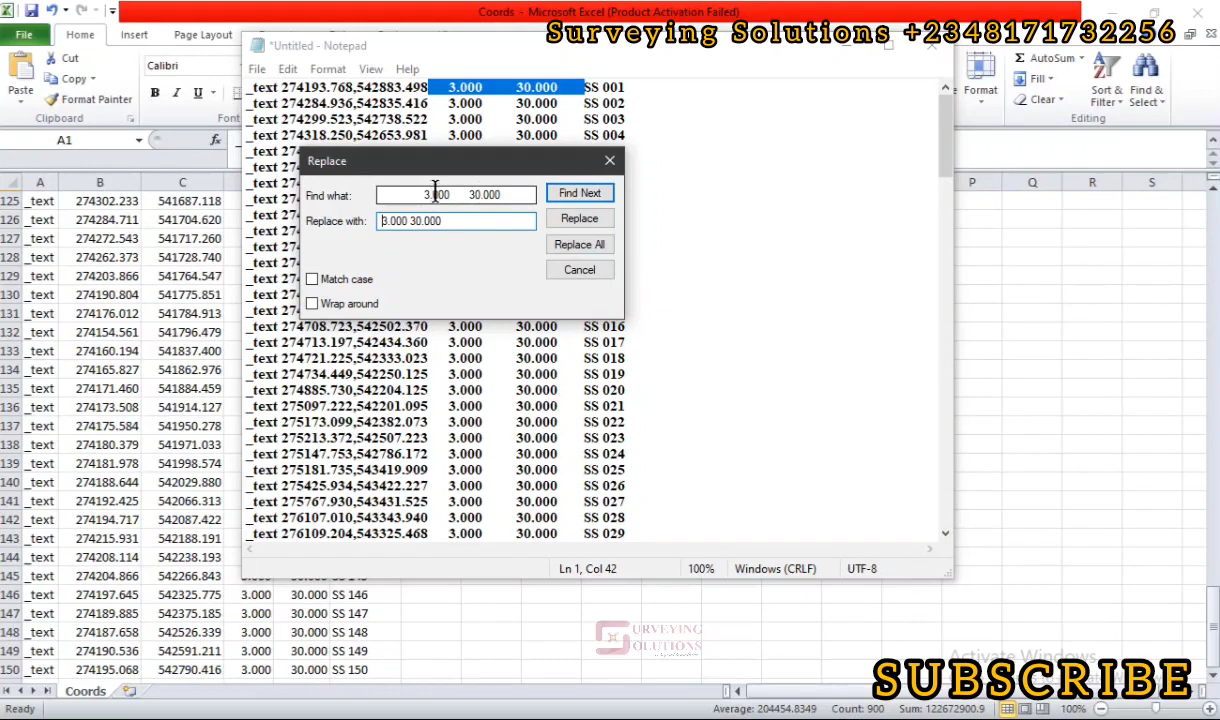 Coords - Microsoft Excel (Product Activation Failed)
Surveying Solutions +2348171732256
File Home Insert Page Layout
Cut
Copy
Format Painter
Paste
Clipboard
Calibri
B I U
AutoSum
Fill
Clear
Format
Sort & Filter
Find & Select
Editing
A1
fx
A B C P Q R S
125 _text 274302.233 541687.118
126 _text 274284.711 541704.620
127 _text 274272.543 541717.260
128 _text 274262.373 541728.740
129 _text 274203.866 541764.547
130 _text 274190.804 541775.851
131 _text 274176.012 541784.913
132 _text 274154.561 541796.479
133 _text 274160.194 541837.400
134 _text 274165.827 541862.976
135 _text 274171.460 541884.459
136 _text 274173.508 541914.127
137 _text 274175.584 541950.278
138 _text 274180.379 541971.033
139 _text 274181.978 541998.574
140 _text 274188.644 542029.880
141 _text 274192.425 542066.313
142 _text 274194.717 542087.422
143 _text 274215.931 542188.191
144 _text 274208.114 542238.193
145 _text 274204.866 542266.843
146 _text 274197.645 542325.775 3.000 30.000 SS 146
147 _text 274189.615 542375.185 3.000 30.000 SS 147
148 _text 274187.658 542526.339 3.000 30.000 SS 148
149 _text 274190.536 542591.211 3.000 30.000 SS 149
150 _text 274195.068 542790.416 3.000 30.000 SS 150
*Untitled - Notepad
File Edit Format View Help
_text 274193.768,542883.498 3.000 30.000 SS 001
_text 274284.936,542835.416 3.000 30.000 SS 002
_text 274299.523,542738.522 3.000 30.000 SS 003
_text 274318.250,542653.981 3.000 30.000 SS 004
_text 27
Replace
Find what: 3.000 30.000
Replace with: 3.000 30.000
Find Next
Replace
Replace All
Cancel
Match case
Wrap around
_text 274708.723,542502.370 3.000 30.000 SS 016
_text 274713.197,542434.360 3.000 30.000 SS 017
_text 274721.225,542333.023 3.000 30.000 SS 018
_text 274734.449,542250.125 3.000 30.000 SS 019
_text 274885.730,542204.125 3.000 30.000 SS 020
_text 275097.222,542201.095 3.000 30.000 SS 021
_text 275173.099,542382.073 3.000 30.000 SS 022
_text 275213.372,542507.223 3.000 30.000 SS 023
_text 275147.753,542786.172 3.000 30.000 SS 024
_text 275181.735,543419.909 3.000 30.000 SS 025
_text 275425.934,543422.227 3.000 30.000 SS 026
_text 275767.930,543431.525 3.000 30.000 SS 027
_text 276107.010,543343.940 3.000 30.000 SS 028
_text 276109.204,543325.468 3.000 30.000 SS 029
Ln 1, Col 42 100% Windows (CRLF) UTF-8
SURVEYING
SOLUTIONS
Activate Windows
SUBSCRIBE
Coords
Ready
Average: 204454.8349 Count: 900 Sum: 122672900.9 100%